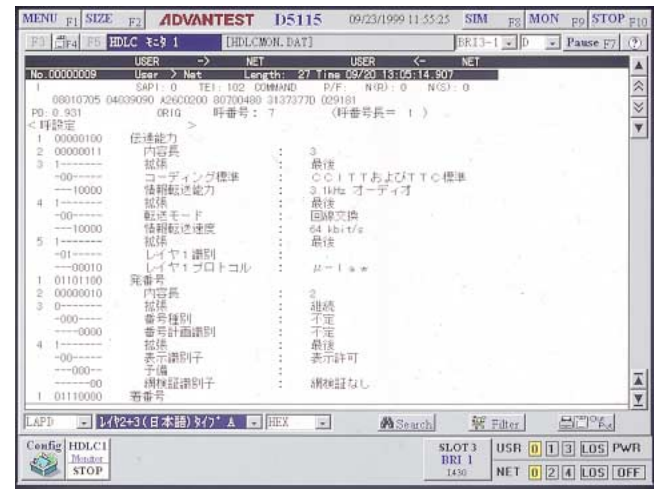 MENU F1 SIZE F2 ADVANTEST D5115 09/23/1999 11:55:25 SIM F8 MON F9 STOP F10
F3 F4 F5 HDLC ﾓﾆﾀ 1 [HDLCMON.DAT] BRI3-1 D Pause F7 (?)
USER -> NET USER <- NET
No.00000009 User > Net Length: 27 Time 09/20 13:05:14.907
1 SAPI: 0 TEI: 102 COMMAND P/F: N(R): 0 N(S): 0
08010705 04039090 A26C0200 80700480 31373770 029181
PD: 0.931 ORIG 呼番号: 7 (呼番号長= 1 )
<呼設定 >
1 00000100 伝達能力
2 00000011 内容長 : 3
3 1------- 拡張 : 最後
-00----- コーディング標準 : CCITTおよびTTC標準
---10000 情報転送能力 : 3.1kHz オーディオ
4 1------- 拡張 : 最後
-00----- 転送モード : 回線交換
---10000 情報転送速度 : 64 kbit/s
5 1------- 拡張 : 最後
-01----- レイヤ1識別 :
---00010 レイヤ1プロトコル : μ-law
1 01101100 発番号
2 00000010 内容長 : 2
3 0------- 拡張 : 継続
-000---- 番号種別 : 不定
----0000 番号計画識別 : 不定
4 1------- 拡張 : 最後
-00----- 表示識別子 : 表示許可
---000-- 予備 :
------00 網検証識別子 : 網検証なし
1 01110000 着番号
LAPD ﾚｲﾔ2+3(日本語)ﾀｲﾌﾟ A HEX Search Filter
Config HDLC1 Monitor STOP SLOT3 BRI 1 I430 USR 0 1 3 LOS PWR
NET 0 2 4 LOS OFF